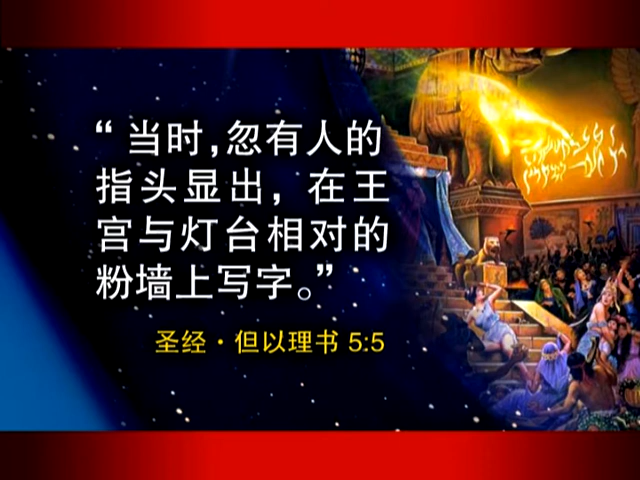 “当时,忽有人的
指头显出，在王
宫与灯台相对的
粉墙上写字。”
圣经·但以理书 5:5